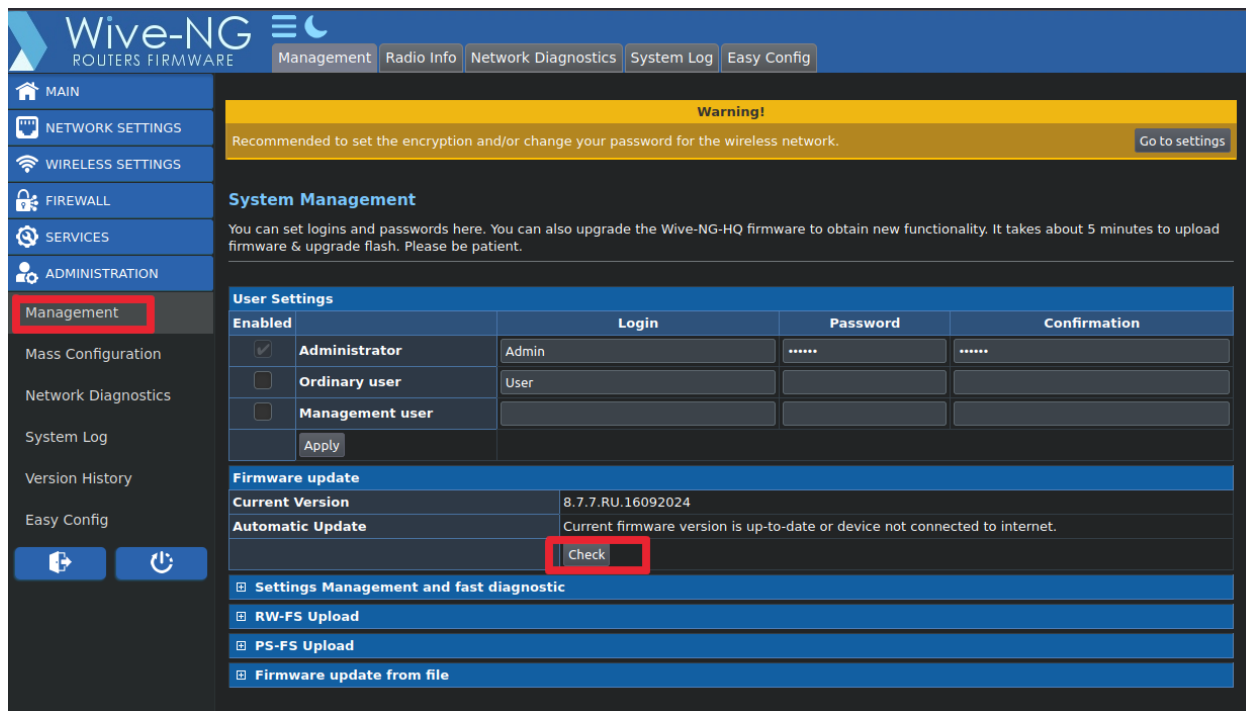 Wive-NG
ROUTERS FIRMWARE
Management Radio Info Network Diagnostics System Log Easy Config
MAIN
NETWORK SETTINGS
WIRELESS SETTINGS
FIREWALL
SERVICES
ADMINISTRATION
Management
Mass Configuration
Network Diagnostics
System Log
Version History
Easy Config
Warning!
Recommended to set the encryption and/or change your password for the wireless network. Go to settings
System Management
You can set logins and passwords here. You can also upgrade the Wive-NG-HQ firmware to obtain new functionality. It takes about 5 minutes to upload
firmware & upgrade flash. Please be patient.
User Settings
Enabled Login Password Confirmation
Administrator Admin •••••• ••••••
Ordinary user User
Management user
Apply
Firmware update
Current Version 8.7.7.RU.16092024
Automatic Update Current firmware version is up-to-date or device not connected to internet.
Check
Settings Management and fast diagnostic
RW-FS Upload
PS-FS Upload
Firmware update from file